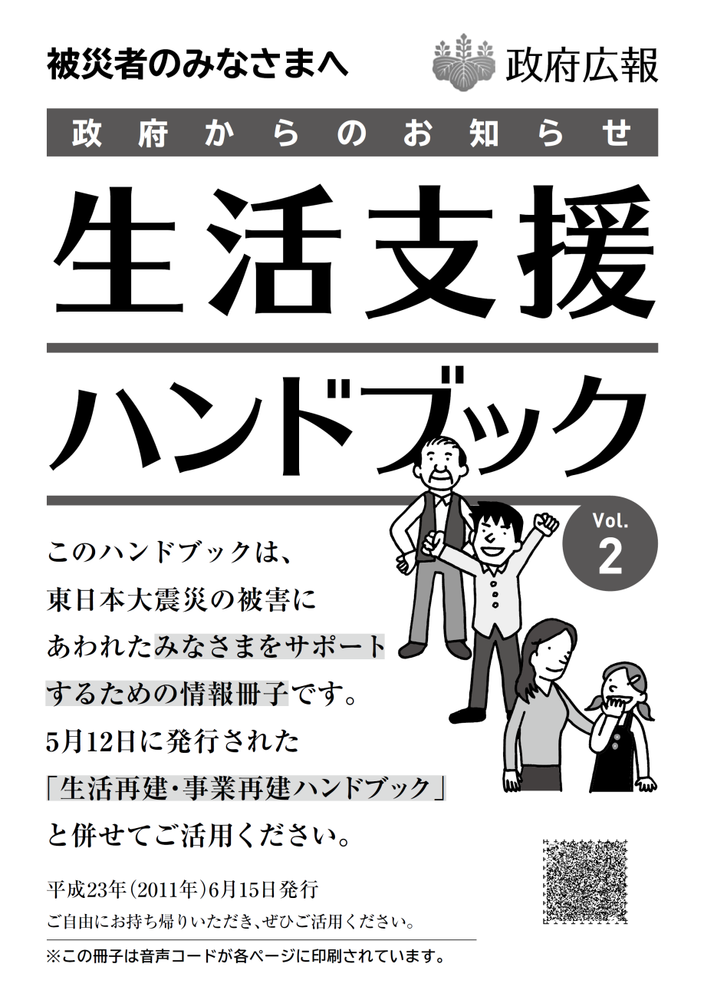 被災者のみなさまへ
政府広報
政府からのお知らせ
生活支援
ハンドブック
Vol.
2
このハンドブックは、
東日本大震災の被害に
あわれたみなさまをサポート
するための情報冊子です。
5月12日に発行された
「生活再建・事業再建ハンドブック」
と併せてご活用ください。
平成23年(2011年)6月15日発行
ご自由にお持ち帰りいただき、ぜひご活用ください。
※この冊子は音声コードが各ページに印刷されています。